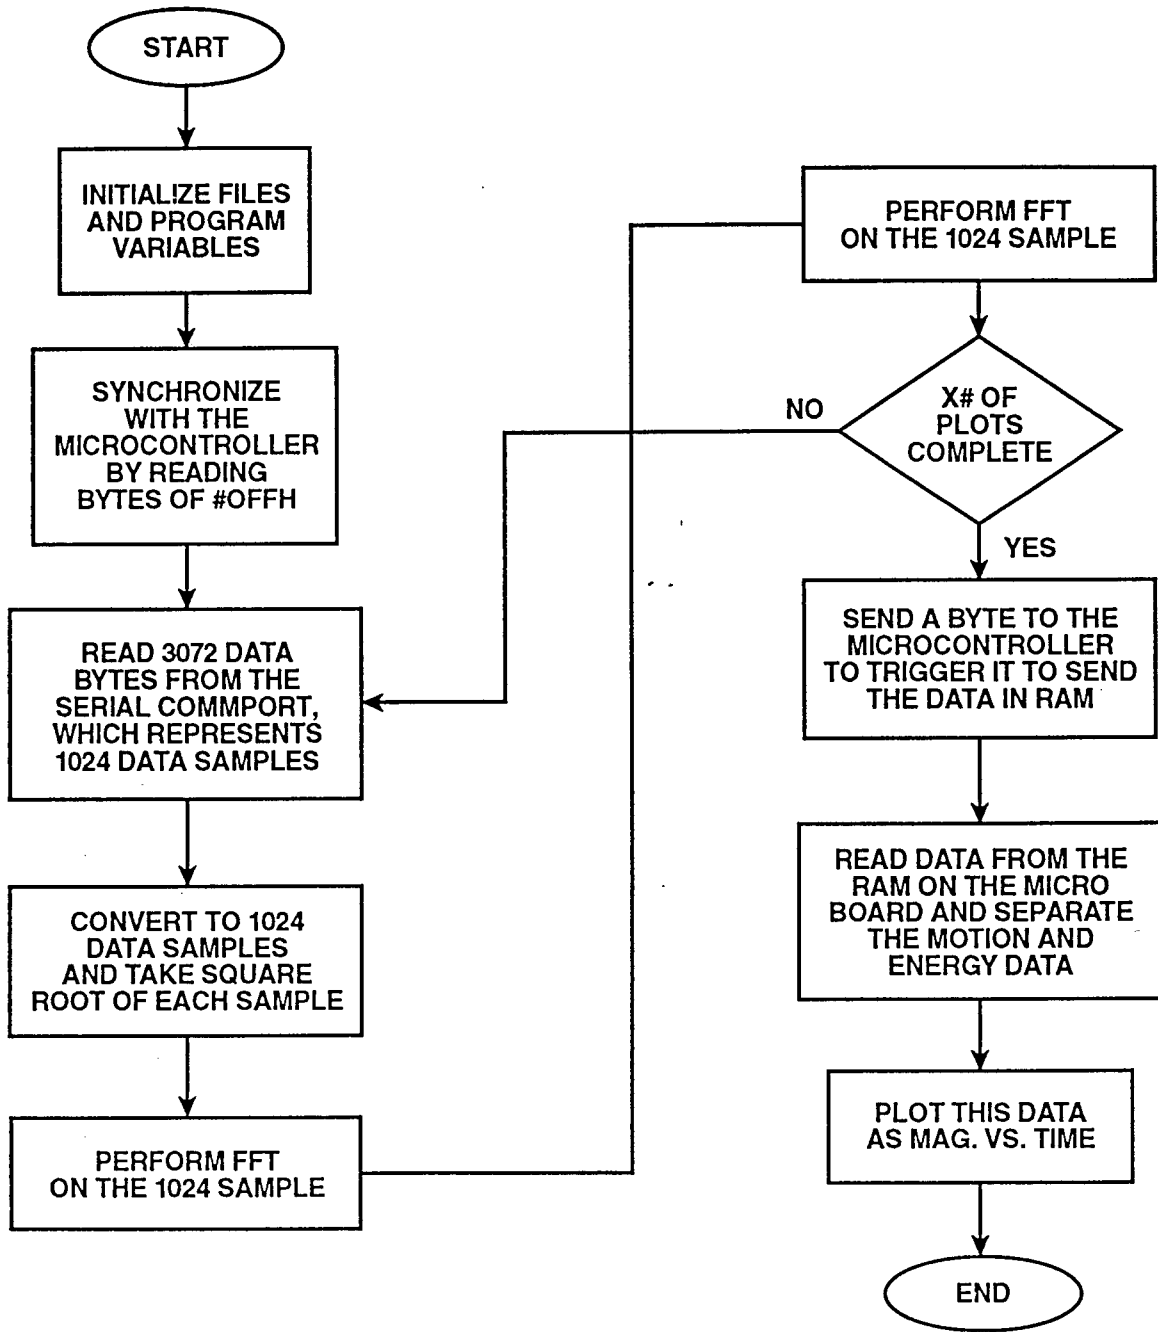 START
INITIALIZE FILES
AND PROGRAM
VARIABLES
SYNCHRONIZE
WITH THE
MICROCONTROLLER
BY READING
BYTES OF #OFFH
READ 3072 DATA
BYTES FROM THE
SERIAL COMMPORT,
WHICH REPRESENTS
1024 DATA SAMPLES
CONVERT TO 1024
DATA SAMPLES
AND TAKE SQUARE
ROOT OF EACH SAMPLE
PERFORM FFT
ON THE 1024 SAMPLE
PERFORM FFT
ON THE 1024 SAMPLE
X# OF
PLOTS
COMPLETE
NO
YES
SEND A BYTE TO THE
MICROCONTROLLER
TO TRIGGER IT TO SEND
THE DATA IN RAM
READ DATA FROM THE
RAM ON THE MICRO
BOARD AND SEPARATE
THE MOTION AND
ENERGY DATA
PLOT THIS DATA
AS MAG. VS. TIME
END